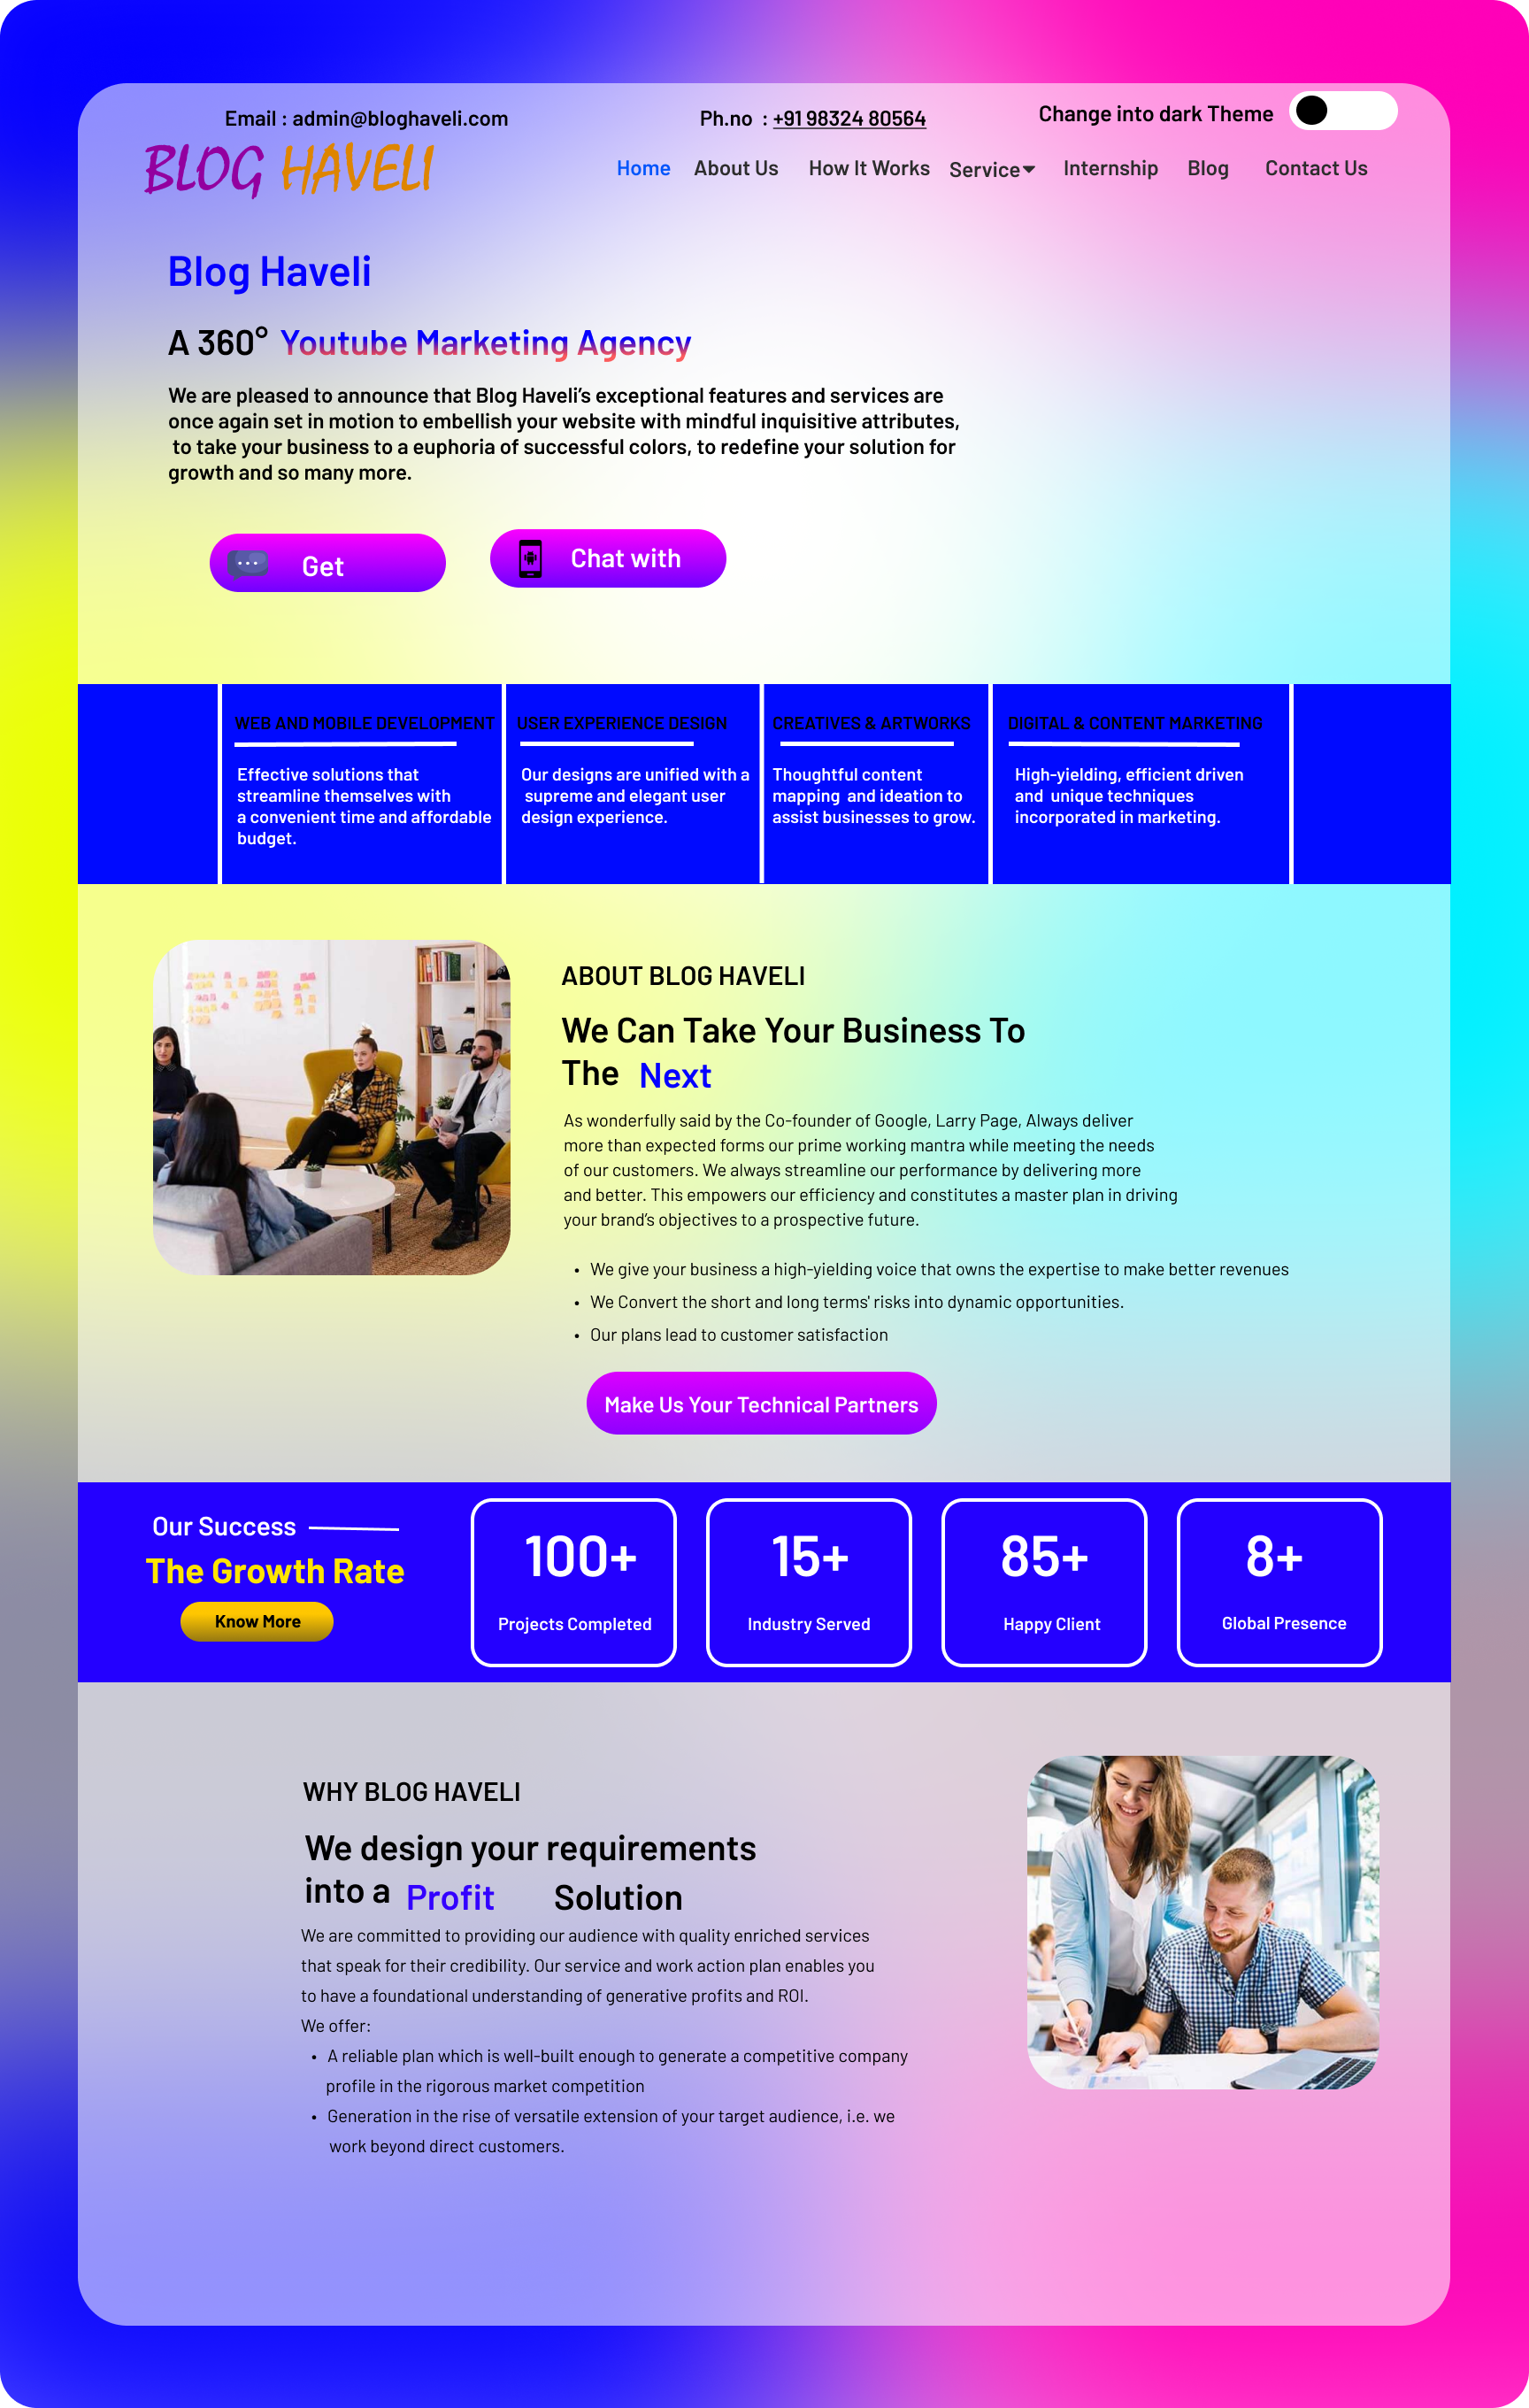 Email : admin@bloghaveli.com
Ph.no : +91 98324 80564
Change into dark Theme
BLOG HAVELI
Home About Us How It Works Service Internship Blog Contact Us
Blog Haveli
A 360° Youtube Marketing Agency
We are pleased to announce that Blog Haveli’s exceptional features and services are
once again set in motion to embellish your website with mindful inquisitive attributes,
to take your business to a euphoria of successful colors, to redefine your solution for
growth and so many more.
Get
Chat with
WEB AND MOBILE DEVELOPMENT
Effective solutions that
streamline themselves with
a convenient time and affordable
budget.
USER EXPERIENCE DESIGN
Our designs are unified with a
supreme and elegant user
design experience.
CREATIVES & ARTWORKS
Thoughtful content
mapping and ideation to
assist businesses to grow.
DIGITAL & CONTENT MARKETING
High-yielding, efficient driven
and unique techniques
incorporated in marketing.
ABOUT BLOG HAVELI
We Can Take Your Business To
The Next
As wonderfully said by the Co-founder of Google, Larry Page, Always deliver
more than expected forms our prime working mantra while meeting the needs
of our customers. We always streamline our performance by delivering more
and better. This empowers our efficiency and constitutes a master plan in driving
your brand’s objectives to a prospective future.
• We give your business a high-yielding voice that owns the expertise to make better revenues
• We Convert the short and long terms' risks into dynamic opportunities.
• Our plans lead to customer satisfaction
Make Us Your Technical Partners
Our Success
The Growth Rate
Know More
100+
Projects Completed
15+
Industry Served
85+
Happy Client
8+
Global Presence
WHY BLOG HAVELI
We design your requirements
into a Profit Solution
We are committed to providing our audience with quality enriched services
that speak for their credibility. Our service and work action plan enables you
to have a foundational understanding of generative profits and ROI.
We offer:
• A reliable plan which is well-built enough to generate a competitive company
profile in the rigorous market competition
• Generation in the rise of versatile extension of your target audience, i.e. we
work beyond direct customers.